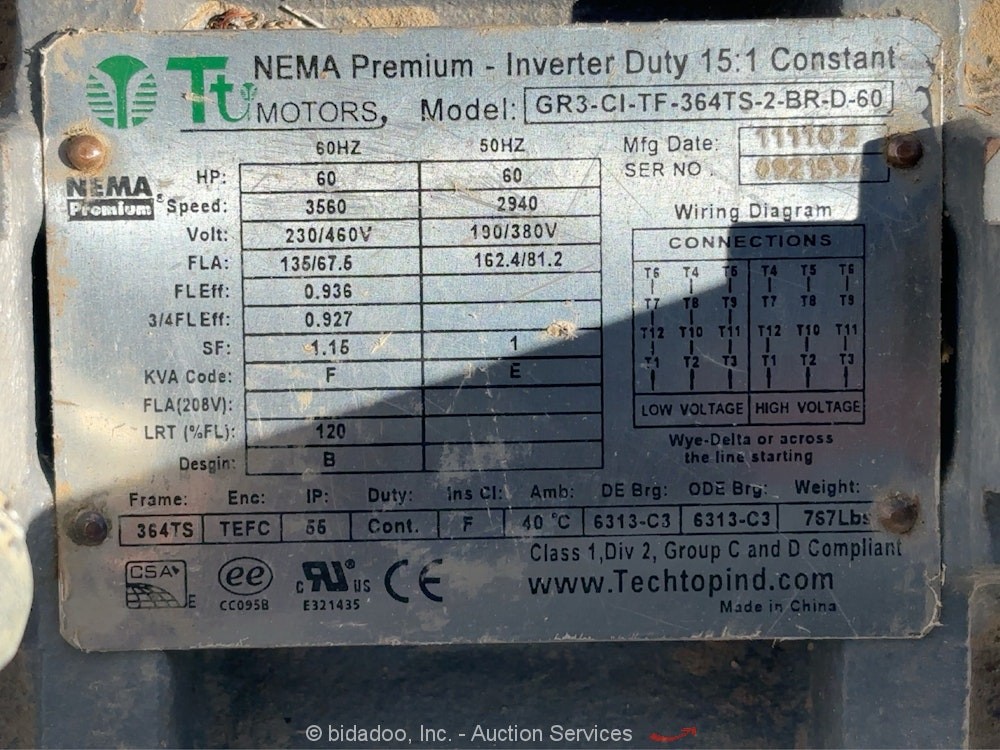 Tt NEMA Premium - Inverter Duty 15:1 Constant
MOTORS, Model: GR3-CI-TF-364TS-2-BR-D-60
60HZ 50HZ Mfg Date: 111102
NEMA Premium HP: 60 60 SER NO.
Speed: 3560 2940 Wiring Diagram
Volt: 230/460V 190/380V CONNECTIONS
FLA: 135/67.5 162.4/81.2 T6 T4 T5 T4 T5 T6
FLEff: 0.936 T7 T8 T9 T7 T8 T9
3/4FLEff: 0.927
SF: 1.15 1 T12 T10 T11 T12 T10 T11
KVA Code: F E T1 T2 T3 T1 T2 T3
FLA(208V): LOW VOLTAGE HIGH VOLTAGE
LRT (%FL): 120 Wye-Delta or across
Desgin: B the line starting
Frame: Enc: IP: Duty: Ins Cl: Amb: DE Brg: ODE Brg: Weight:
364TS TEFC 55 Cont. F 40 °C 6313-C3 6313-C3 767Lbs
Class 1,Div 2, Group C and D Compliant
CSA E ee CC095B c RU us E321435 CE www.Techtopind.com
Made in China
© bidadoo, Inc. - Auction Services